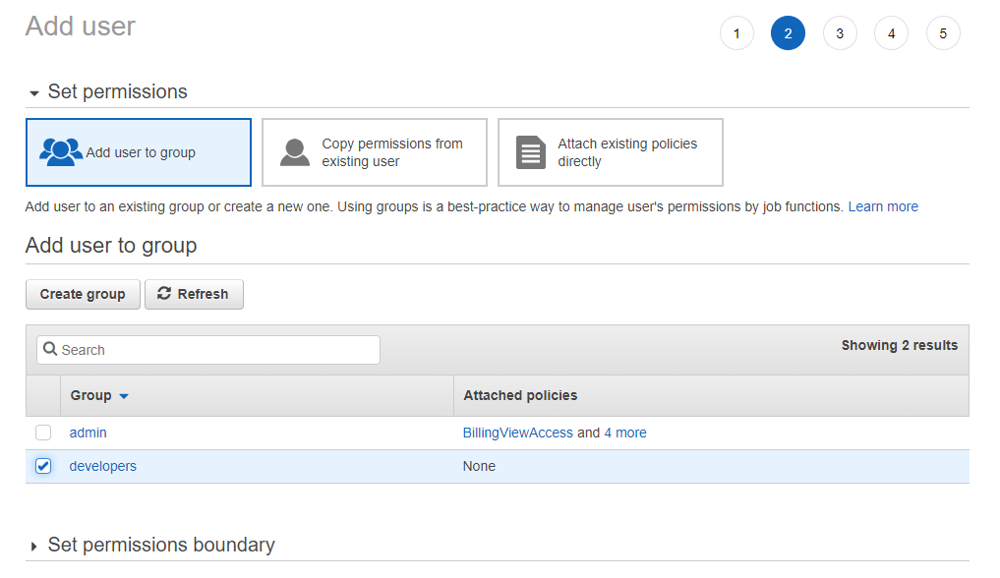 Add user
1 2 3 4 5
Set permissions
Add user to group
Copy permissions from
existing user
Attach existing policies
directly
Add user to an existing group or create a new one. Using groups is a best-practice way to manage user's permissions by job functions. Learn more
Add user to group
Create group Refresh
Search
Showing 2 results
Group Attached policies
admin BillingViewAccess and 4 more
developers None
Set permissions boundary